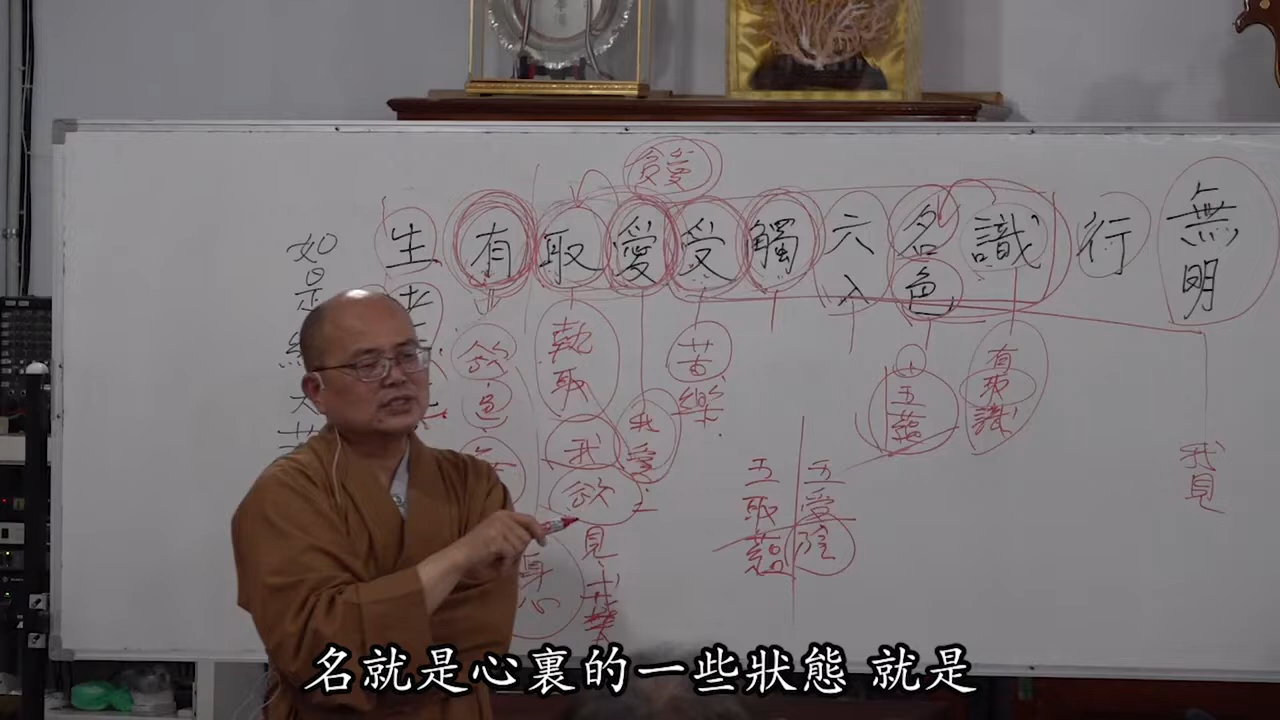 貪愛
無明
行
識
名色
六入
觸
受
愛
取
有
生
我見
有取識
五蘊
五受陰
五取蘊
苦樂
我愛
執取
我
欲
見
欲
色
身心
如是
名就是心裏的一些狀態 就是